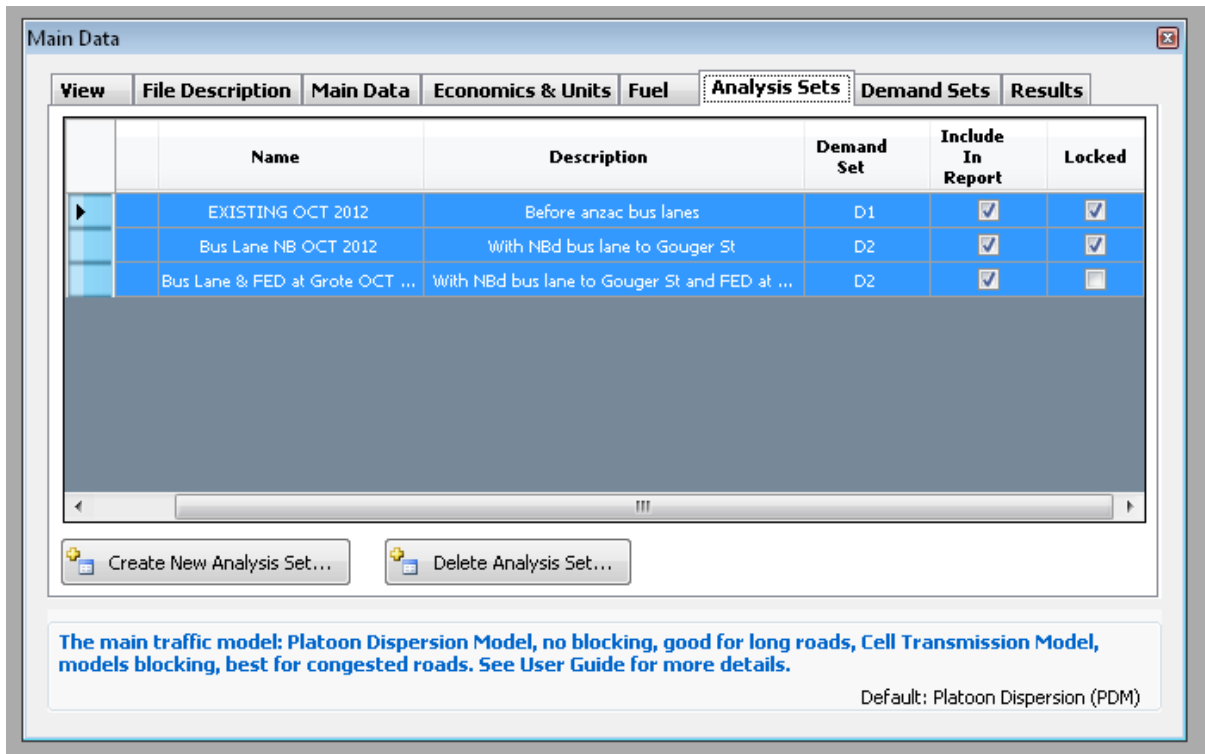 Main Data
View File Description Main Data Economics & Units Fuel Analysis Sets Demand Sets Results
Name Description Demand Set Include In Report Locked
EXISTING OCT 2012 Before anzac bus lanes D1
Bus Lane NB OCT 2012 With NBd bus lane to Gouger St D2
Bus Lane & FED at Grote OCT ... With NBd bus lane to Gouger St and FED at ... D2
Create New Analysis Set... Delete Analysis Set...
The main traffic model: Platoon Dispersion Model, no blocking, good for long roads, Cell Transmission Model,
models blocking, best for congested roads. See User Guide for more details.
Default: Platoon Dispersion (PDM)